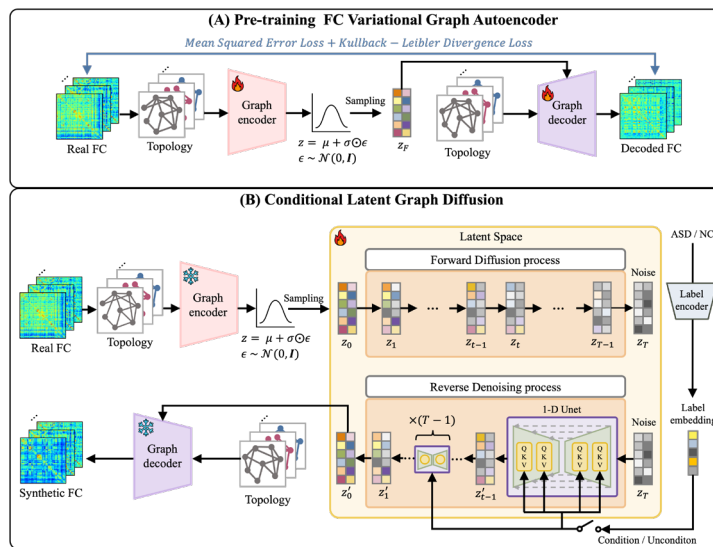 (A) Pre-training FC Variational Graph Autoencoder
Mean Squared Error Loss + Kullback − Leibler Divergence Loss
Real FC
Topology
Graph
encoder
z = μ + σ⊙ϵ
ϵ ~ 𝒩(0, I)
Sampling
z_F
Topology
Graph
decoder
Decoded FC
(B) Conditional Latent Graph Diffusion
Real FC
Topology
Graph
encoder
z = μ + σ⊙ϵ
ϵ ~ 𝒩(0, I)
Sampling
Latent Space
Forward Diffusion process
z_0
z_1
...
z_{t−1}
z_t
...
z_{T−1}
Noise
z_T
ASD / NC
Label
encoder
Label
embedding
Reverse Denoising process
1-D Unet
Q
K
V
Q
K
V
Q
K
V
Q
K
V
Noise
z_T
z'_{t−1}
×(T − 1)
z'_1
z'_0
Topology
Graph
decoder
Synthetic FC
Condition / Unconditon